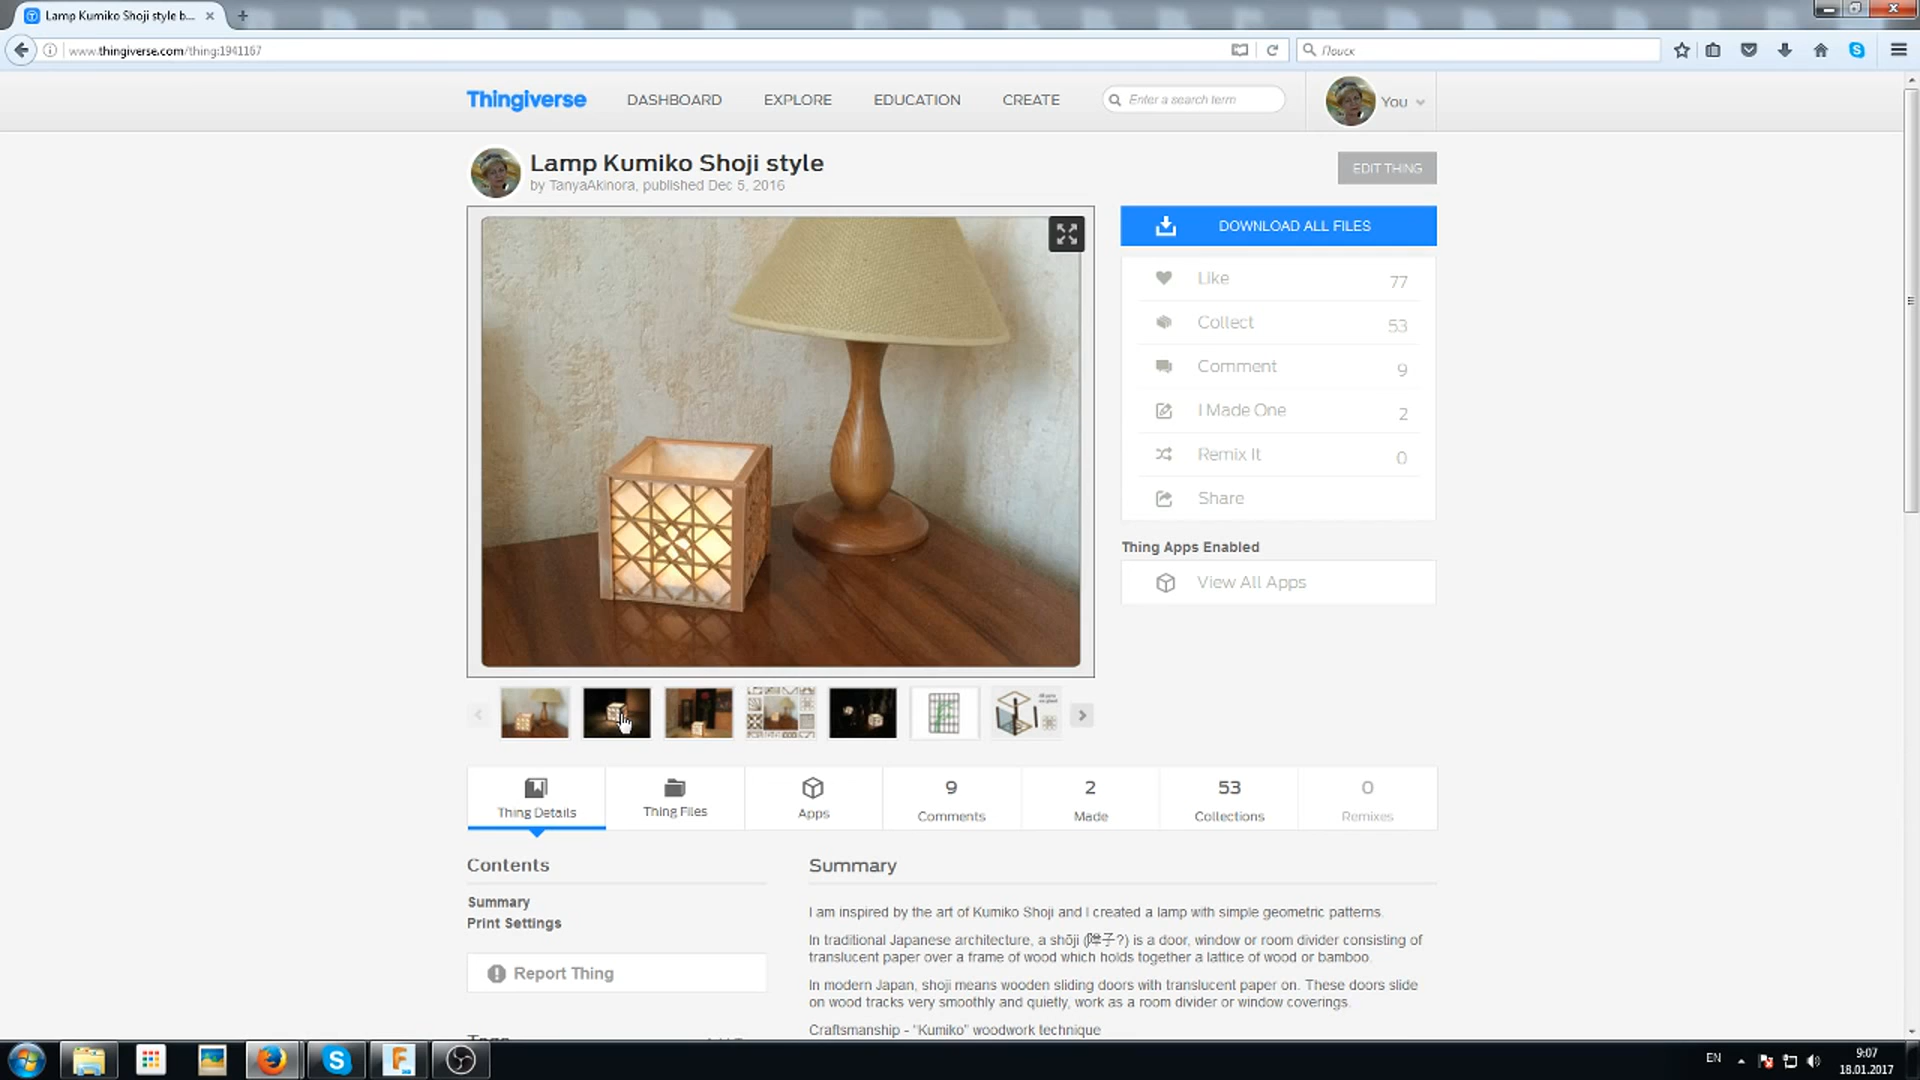 Lamp Kumiko Shoji style b...
www.thingiverse.com/thing:1941167
Поиск
Thingiverse
DASHBOARD
EXPLORE
EDUCATION
CREATE
Enter a search term
You
Lamp Kumiko Shoji style
by TanyaAkinora, published Dec 5, 2016
EDIT THING
DOWNLOAD ALL FILES
Like 77
Collect 53
Comment 9
I Made One 2
Remix It 0
Share
Thing Apps Enabled
View All Apps
Thing Details
Thing Files
Apps
9 Comments
2 Made
53 Collections
0 Remixes
Contents
Summary
Print Settings
Report Thing
Summary
I am inspired by the art of Kumiko Shoji and I created a lamp with simple geometric patterns.
In traditional Japanese architecture, a shōji (障子?) is a door, window or room divider consisting of
translucent paper over a frame of wood which holds together a lattice of wood or bamboo.
In modern Japan, shoji means wooden sliding doors with translucent paper on. These doors slide
on wood tracks very smoothly and quietly, work as a room divider or window coverings.
Craftsmanship - "Kumiko" woodwork technique
EN
9:07
18.01.2017